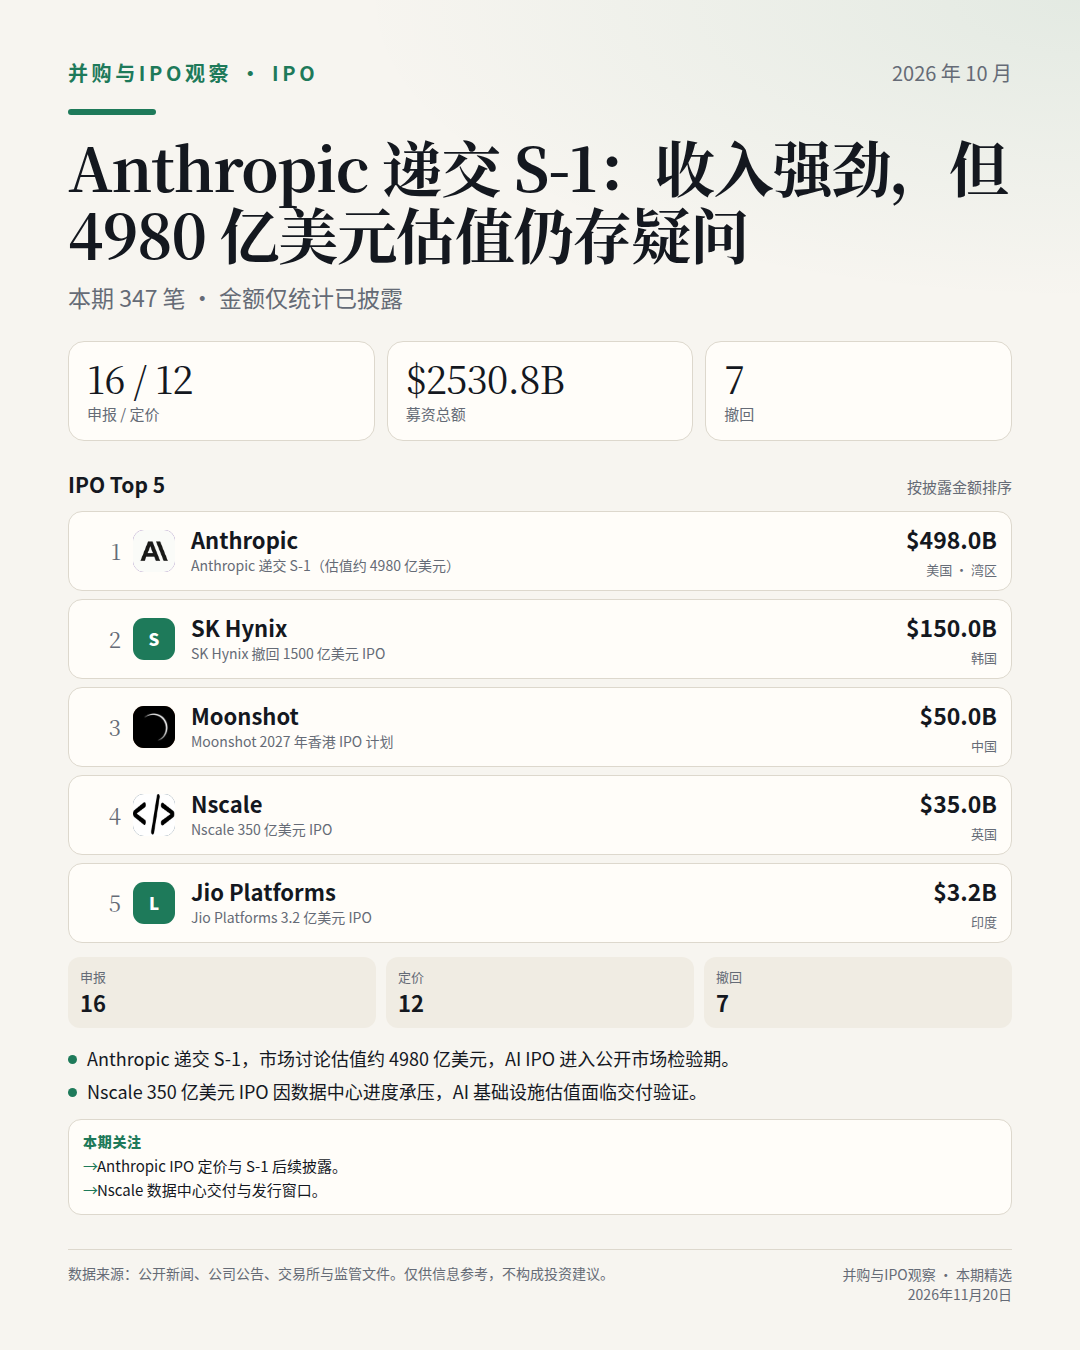 并购与IPO观察 • IPO
2026 年 10 月
Anthropic 递交 S-1：收入强劲，但
4980 亿美元估值仍存疑问
本期 347 笔 • 金额仅统计已披露
16 / 12
申报 / 定价
$2530.8B
募资总额
7
撤回
IPO Top 5
按披露金额排序
1
Anthropic
Anthropic 递交 S-1（估值约 4980 亿美元）
$498.0B
美国 • 湾区
2
S
SK Hynix
SK Hynix 撤回 1500 亿美元 IPO
$150.0B
韩国
3
Moonshot
Moonshot 2027 年香港 IPO 计划
$50.0B
中国
4
</>
Nscale
Nscale 350 亿美元 IPO
$35.0B
英国
5
L
Jio Platforms
Jio Platforms 3.2 亿美元 IPO
$3.2B
印度
申报
16
定价
12
撤回
7
Anthropic 递交 S-1，市场讨论估值约 4980 亿美元，AI IPO 进入公开市场检验期。
Nscale 350 亿美元 IPO 因数据中心进度承压，AI 基础设施估值面临交付验证。
本期关注
→Anthropic IPO 定价与 S-1 后续披露。
→Nscale 数据中心交付与发行窗口。
数据来源：公开新闻、公司公告、交易所与监管文件。仅供信息参考，不构成投资建议。
并购与IPO观察 • 本期精选
2026年11月20日